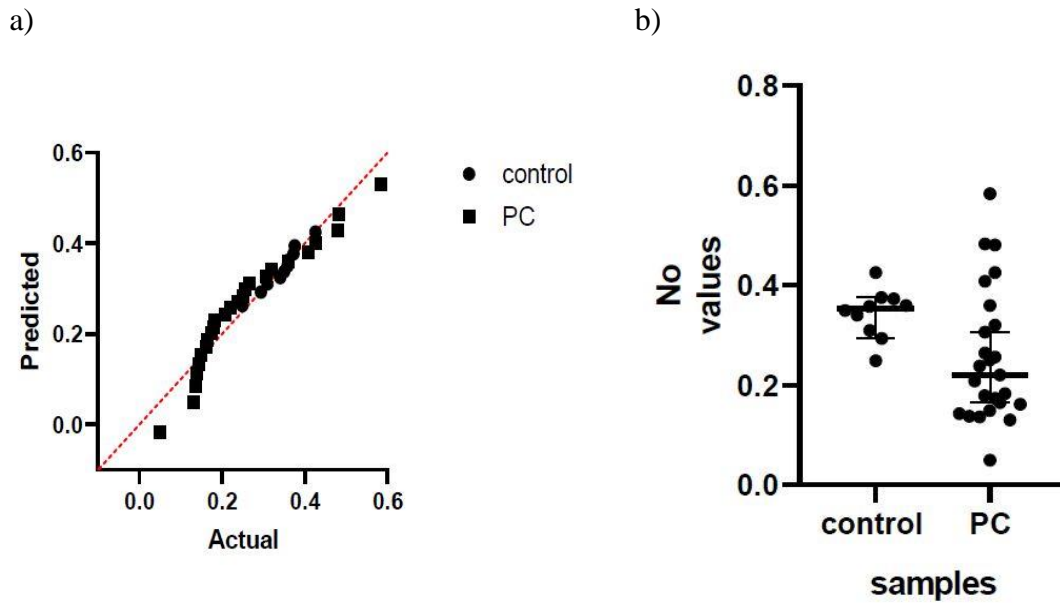 a)
0.6
0.4
0.2
0.0
0.0 0.2 0.4 0.6
Predicted
Actual
control
PC
b)
0.8
0.6
0.4
0.2
0.0
No
values
control PC
samples